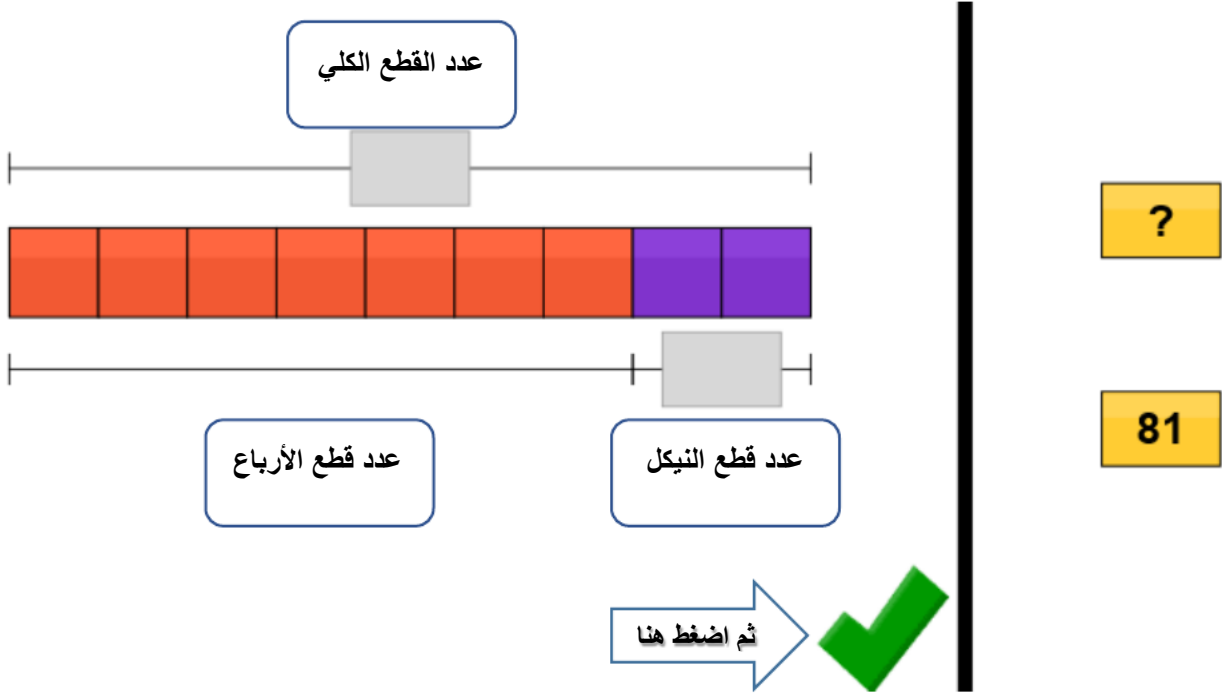 عدد القطع الكلي
?
81
عدد قطع الأرباع
عدد قطع النيكل
ثم اضغط هنا